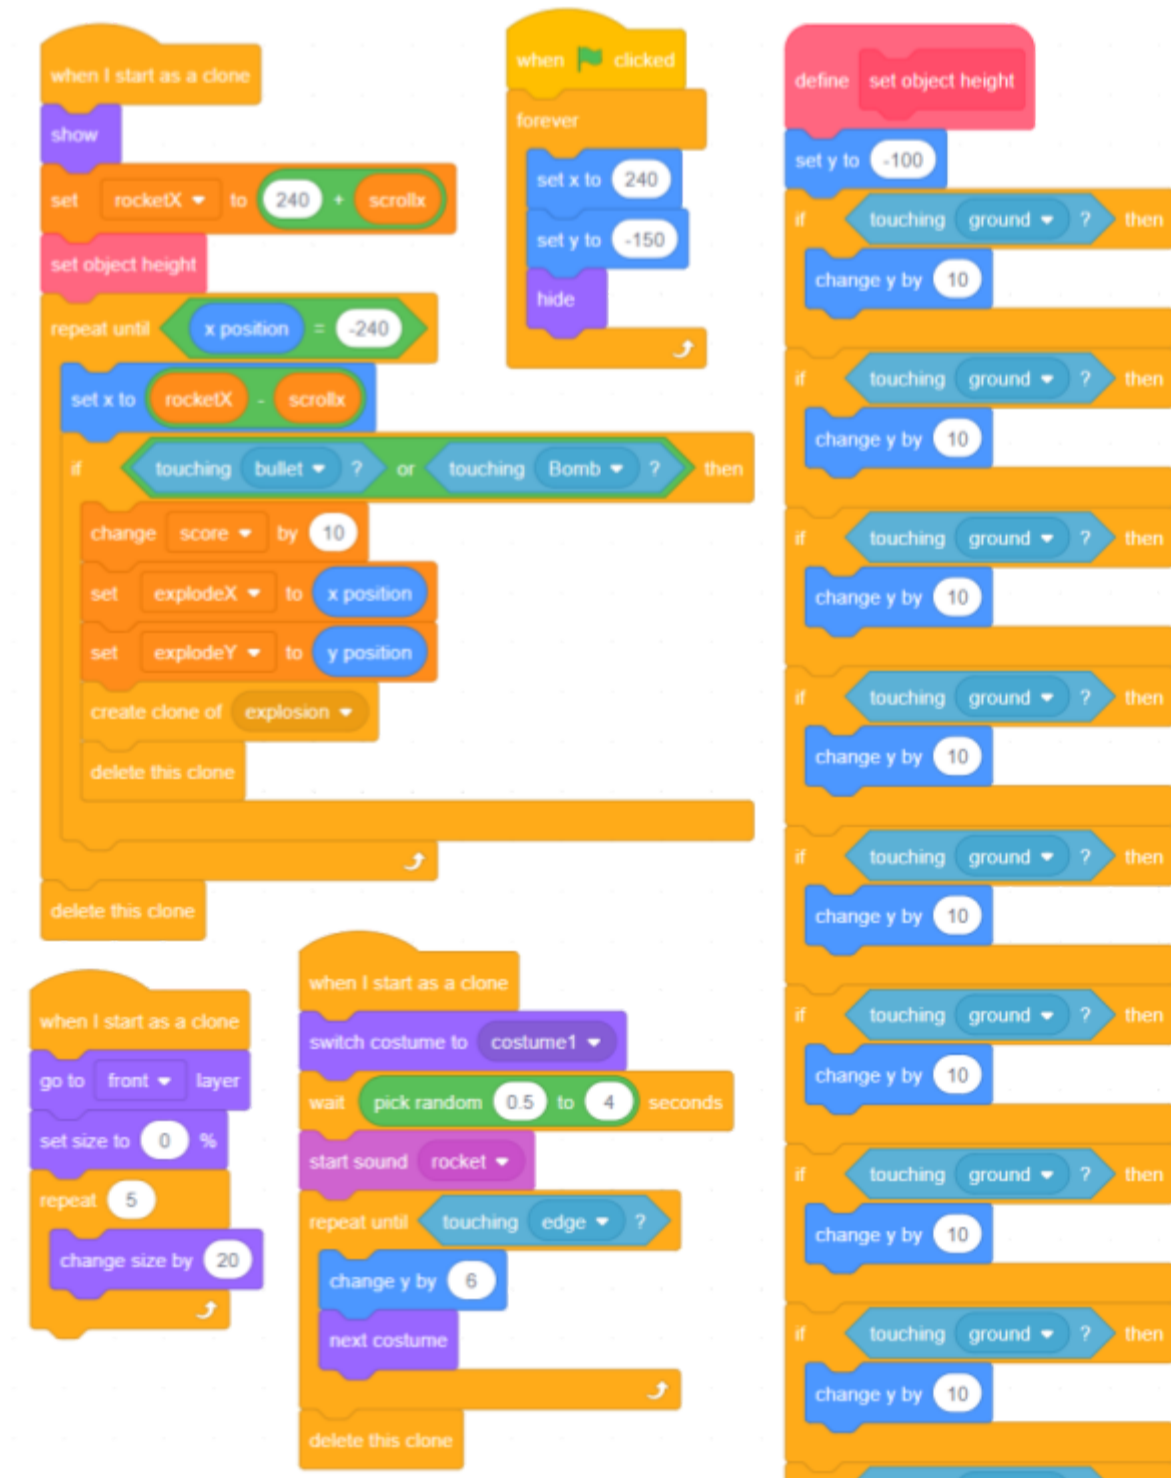 when I start as a clone
show
set rocketX to 240 + scrollx
set object height
repeat until x position = -240
set x to rocketX - scrollx
if touching bullet ? or touching Bomb ? then
change score by 10
set explodeX to x position
set explodeY to y position
create clone of explosion
delete this clone
delete this clone
when clicked
forever
set x to 240
set y to -150
hide
define set object height
set y to -100
if touching ground ? then
change y by 10
if touching ground ? then
change y by 10
if touching ground ? then
change y by 10
if touching ground ? then
change y by 10
if touching ground ? then
change y by 10
if touching ground ? then
change y by 10
if touching ground ? then
change y by 10
if touching ground ? then
change y by 10
when I start as a clone
go to front layer
set size to 0 %
repeat 5
change size by 20
when I start as a clone
switch costume to costume1
wait pick random 0.5 to 4 seconds
start sound rocket
repeat until touching edge ?
change y by 6
next costume
delete this clone